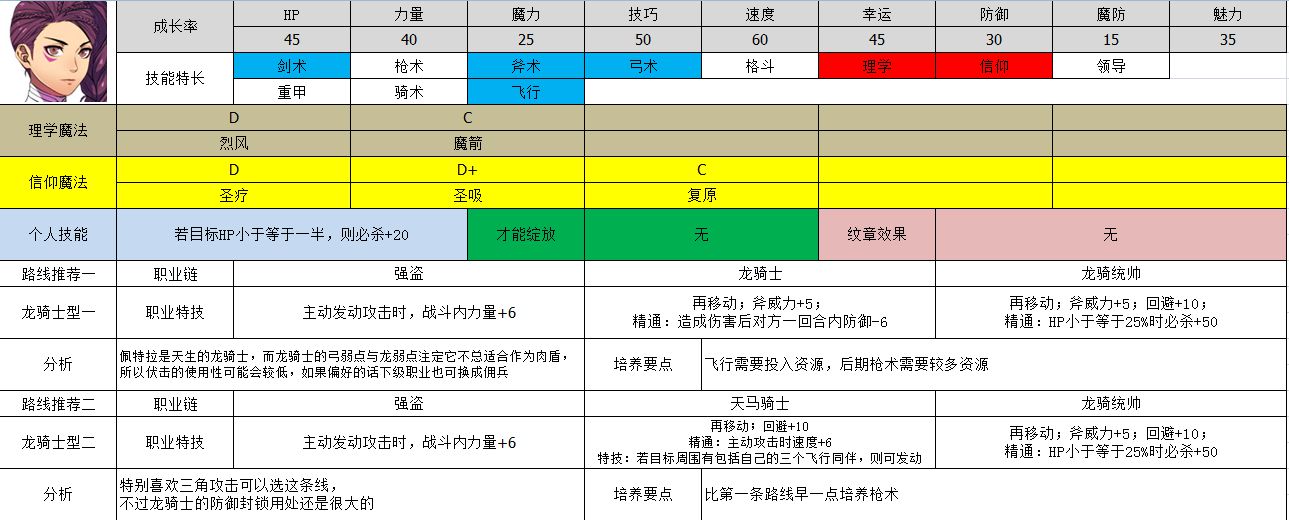 成长率 HP 力量 魔力 技巧 速度 幸运 防御 魔防 魅力
45 40 25 50 60 45 30 15 35
技能特长 剑术 枪术 斧术 弓术 格斗 理学 信仰 领导
重甲 骑术 飞行
理学魔法 D C
烈风 魔箭
信仰魔法 D D+ C
圣疗 圣吸 复原
个人技能 若目标HP小于等于一半，则必杀+20 才能绽放 无 纹章效果 无
路线推荐一 职业链 强盗 龙骑士 龙骑统帅
龙骑士型一 职业特技 主动发动攻击时，战斗内力量+6
再移动；斧威力+5；
精通：造成伤害后对方一回合内防御-6
再移动；斧威力+5；回避+10；
精通：HP小于等于25%时必杀+50
分析
佩特拉是天生的龙骑士，而龙骑士的弓弱点与龙弱点注定它不总适合作为肉盾，
所以伏击的使用性可能会较低，如果偏好的话下级职业也可换成佣兵
培养要点 飞行需要投入资源，后期枪术需要较多资源
路线推荐二 职业链 强盗 天马骑士 龙骑统帅
龙骑士型二 职业特技 主动发动攻击时，战斗内力量+6
再移动；回避+10
精通：主动攻击时速度+6
特技：若目标周围有包括自己的三个飞行同伴，则可发动
再移动；斧威力+5；回避+10；
精通：HP小于等于25%时必杀+50
分析
特别喜欢三角攻击可以选这条线，
不过龙骑士的防御封锁用处还是很大的
培养要点 比第一条路线早一点培养枪术